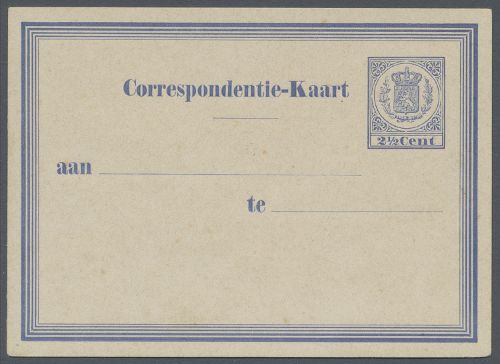 Correspondentie-Kaart
2½ Cent
aan
te